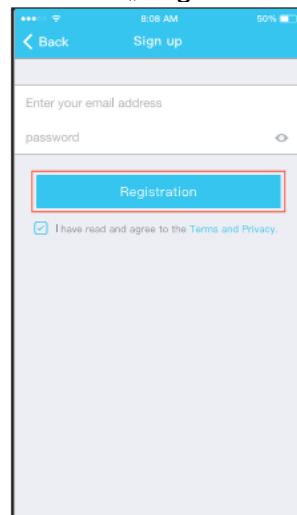 8:08 AM
50%
Back
Sign up
Enter your email address
password
Registration
I have read and agree to the Terms and Privacy.